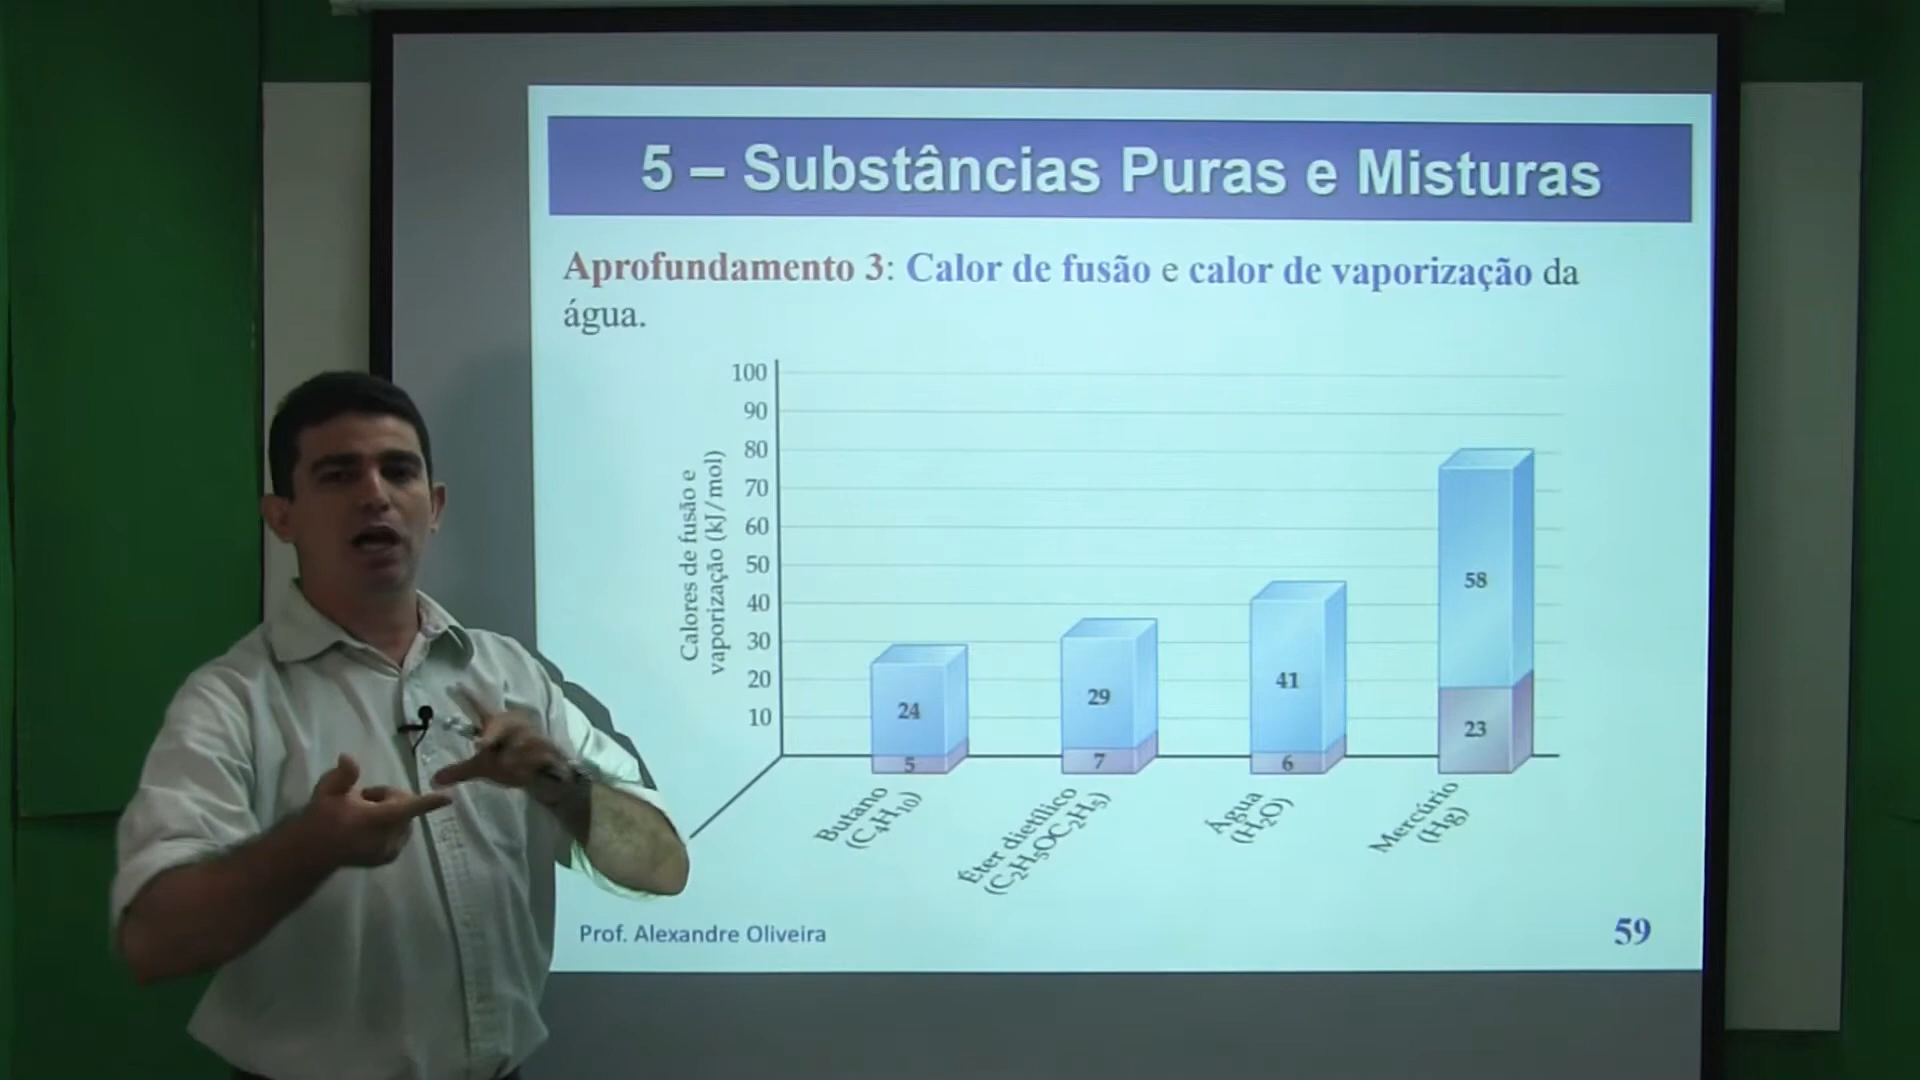 5 – Substâncias Puras e Misturas
Aprofundamento 3: Calor de fusão e calor de vaporização da
água.
Calores de fusão e
vaporização (kJ/mol)
100
90
80
70
60
50
40
30
20
10
24
5
29
7
41
6
58
23
Butano
(C₄H₁₀)
Éter dietílico
(C₂H₅OC₂H₅)
Água
(H₂O)
Mercúrio
(Hg)
Prof. Alexandre Oliveira
59